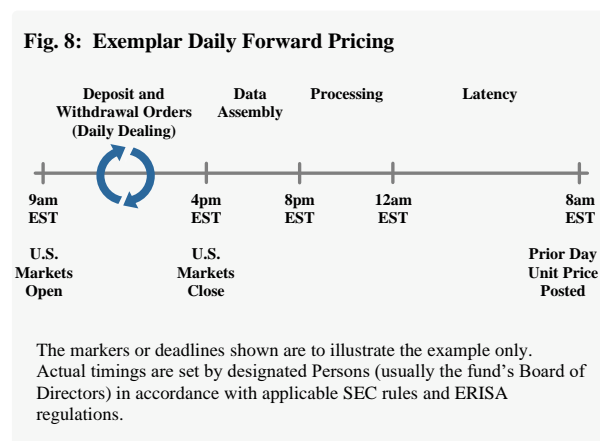 Fig. 8: Exemplar Daily Forward Pricing
Deposit and
Withdrawal Orders
(Daily Dealing)
Data
Assembly
Processing
Latency
9am
EST
4pm
EST
8pm
EST
12am
EST
8am
EST
U.S.
Markets
Open
U.S.
Markets
Close
Prior Day
Unit Price
Posted
The markers or deadlines shown are to illustrate the example only.
Actual timings are set by designated Persons (usually the fund's Board of
Directors) in accordance with applicable SEC rules and ERISA
regulations.